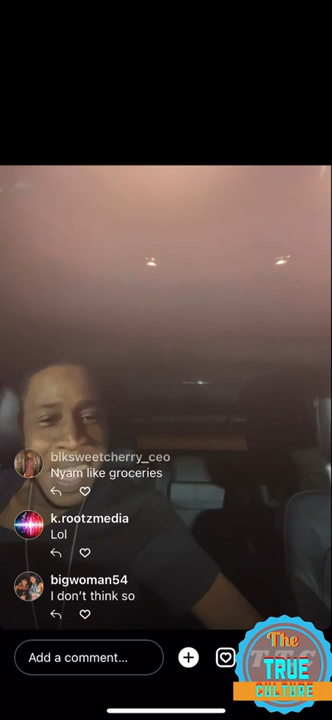 blksweetcherry_ceo
Nyam like groceries
k.rootzmedia
Lol
bigwoman54
I don't think so
Add a comment...
The
T.T.C
TRUE
CULTURE